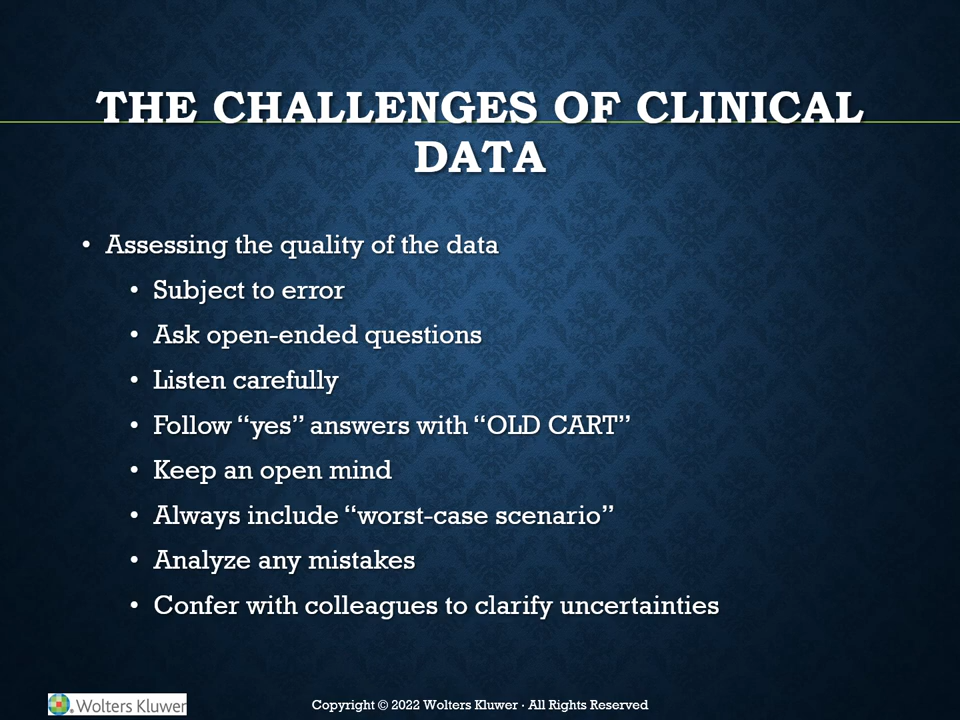 THE CHALLENGES OF CLINICAL
DATA
• Assessing the quality of the data
• Subject to error
• Ask open-ended questions
• Listen carefully
• Follow “yes” answers with “OLD CART”
• Keep an open mind
• Always include “worst-case scenario”
• Analyze any mistakes
• Confer with colleagues to clarify uncertainties
Wolters Kluwer
Copyright © 2022 Wolters Kluwer · All Rights Reserved